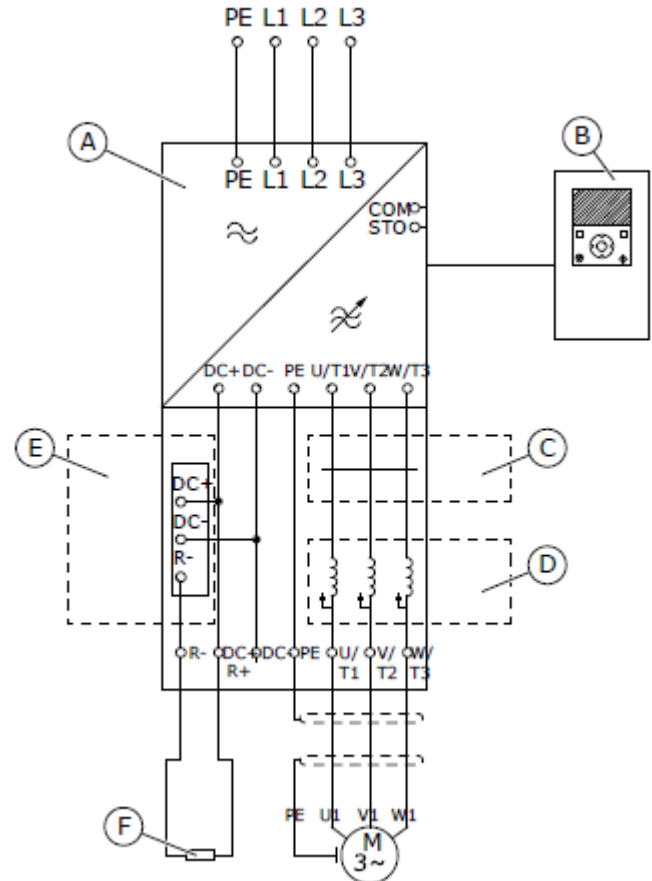 PE L1 L2 L3
A
B
PE L1 L2 L3
COM
STO
DC+ DC- PE U/T1 V/T2 W/T3
E
C
DC+
DC-
R-
D
R- DC+ DC- PE U/ V/ W/
R+ T1 T2 T3
PE U1 V1 W1
F
M
3~